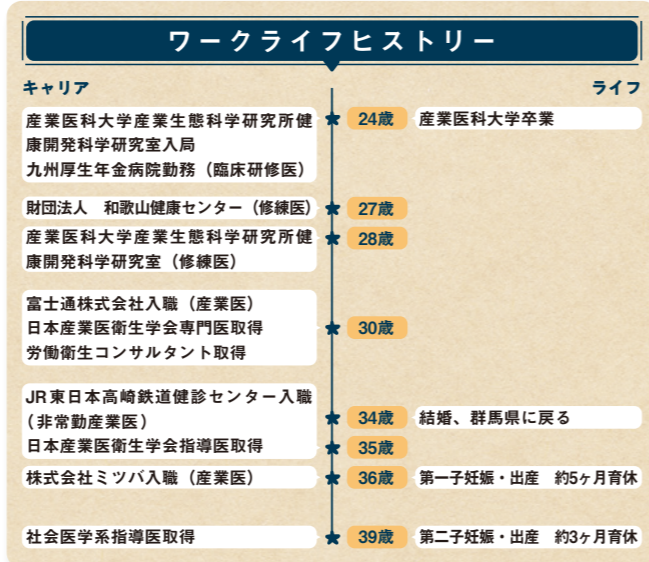 ワークライフヒストリー
キャリア
ライフ
産業医科大学産業生態科学研究所健
康開発科学研究室入局
九州厚生年金病院勤務（臨床研修医）
24歳
産業医科大学卒業
財団法人　和歌山健康センター（修練医）
27歳
産業医科大学産業生態科学研究所健
康開発科学研究室（修練医）
28歳
富士通株式会社入職（産業医）
日本産業医衛生学会専門医取得
労働衛生コンサルタント取得
30歳
JR東日本高崎鉄道健診センター入職
（非常勤産業医）
34歳
結婚、群馬県に戻る
日本産業医衛生学会指導医取得
35歳
株式会社ミツバ入職（産業医）
36歳
第一子妊娠・出産　約5ヶ月育休
社会医学系指導医取得
39歳
第二子妊娠・出産　約3ヶ月育休